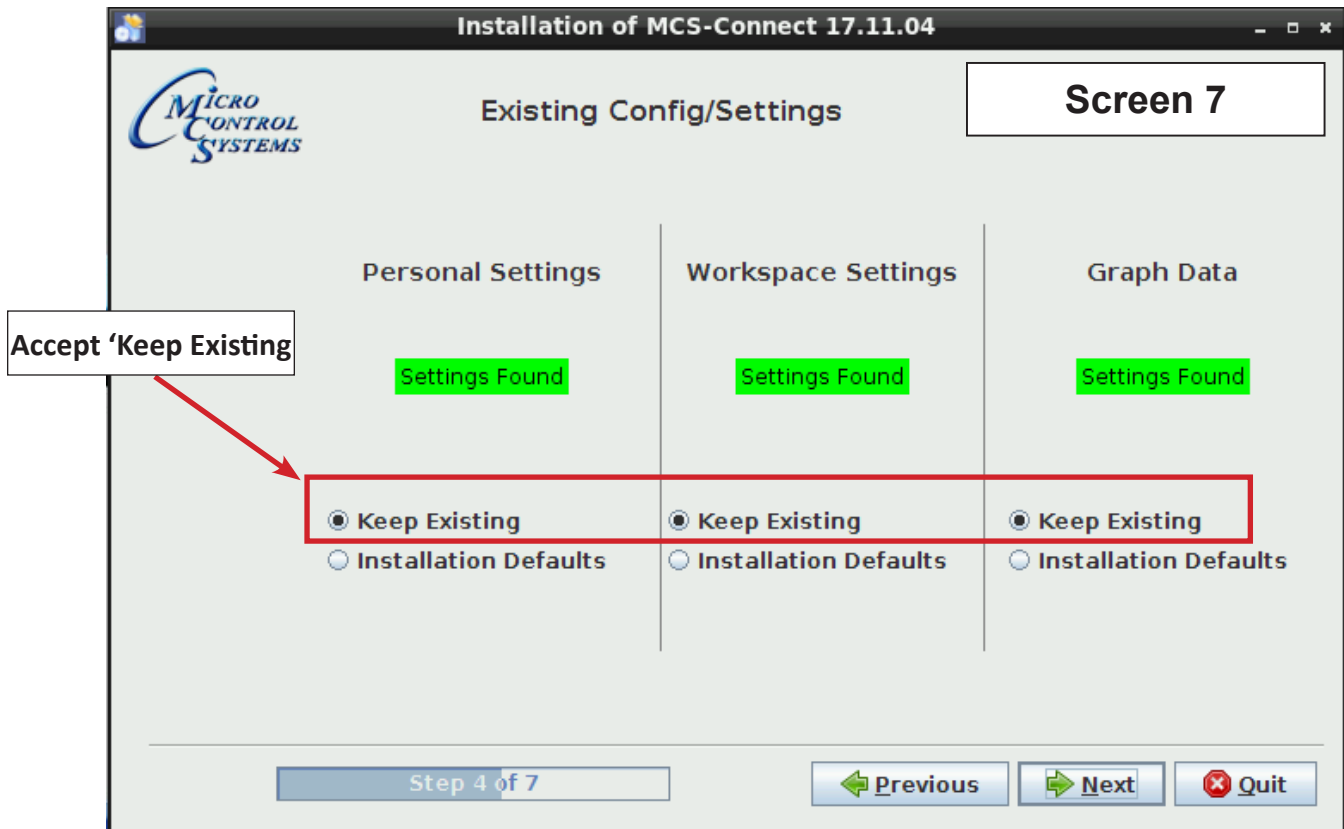 Installation of MCS-Connect 17.11.04
MICRO
CONTROL
SYSTEMS
Existing Config/Settings
Screen 7
Personal Settings
Workspace Settings
Graph Data
Accept ‘Keep Existing
Settings Found
Settings Found
Settings Found
Keep Existing
Keep Existing
Keep Existing
Installation Defaults
Installation Defaults
Installation Defaults
Step 4 of 7
Previous
Next
Quit